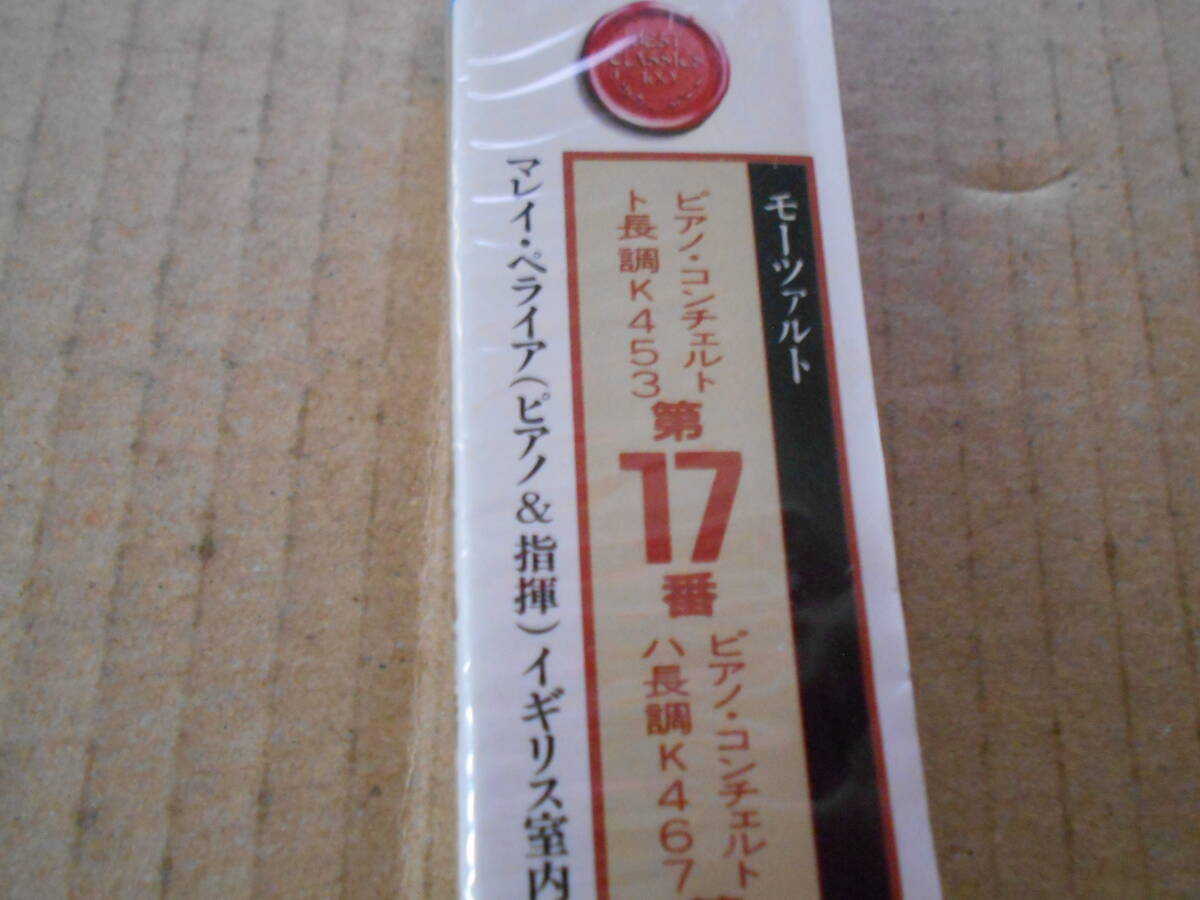 BEST
CLASSICS
100
モーツァルト
ピアノ・コンチェルト
ト長調K453
第17番
ピアノ・コンチェルト
ハ長調K467
マレイ・ペライア(ピアノ&指揮)イギリス室内